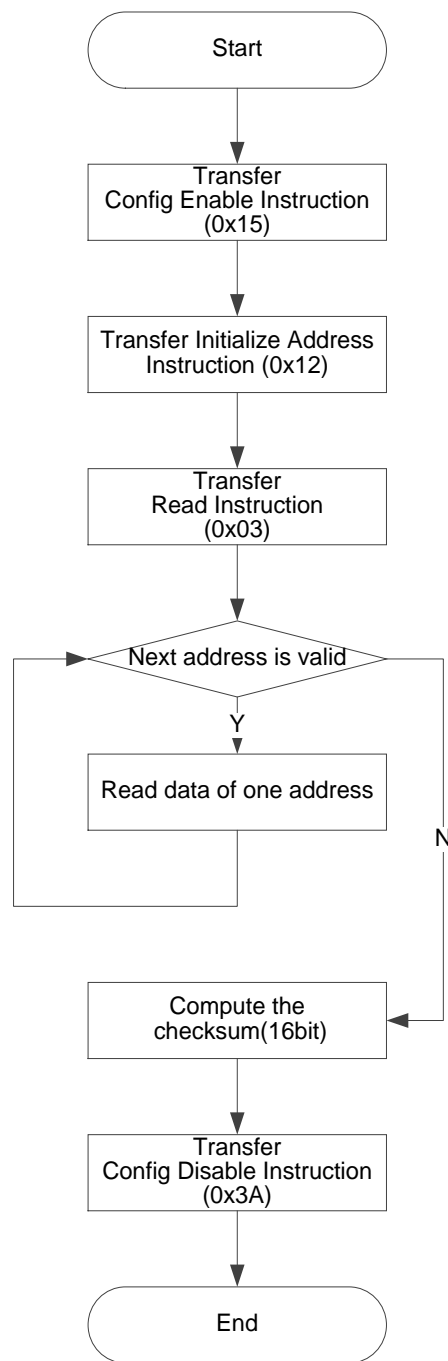 Start
Transfer
Config Enable Instruction
(0x15)
Transfer Initialize Address
Instruction (0x12)
Transfer
Read Instruction
(0x03)
Next address is valid
Y
Read data of one address
N
Compute the
checksum(16bit)
Transfer
Config Disable Instruction
(0x3A)
End